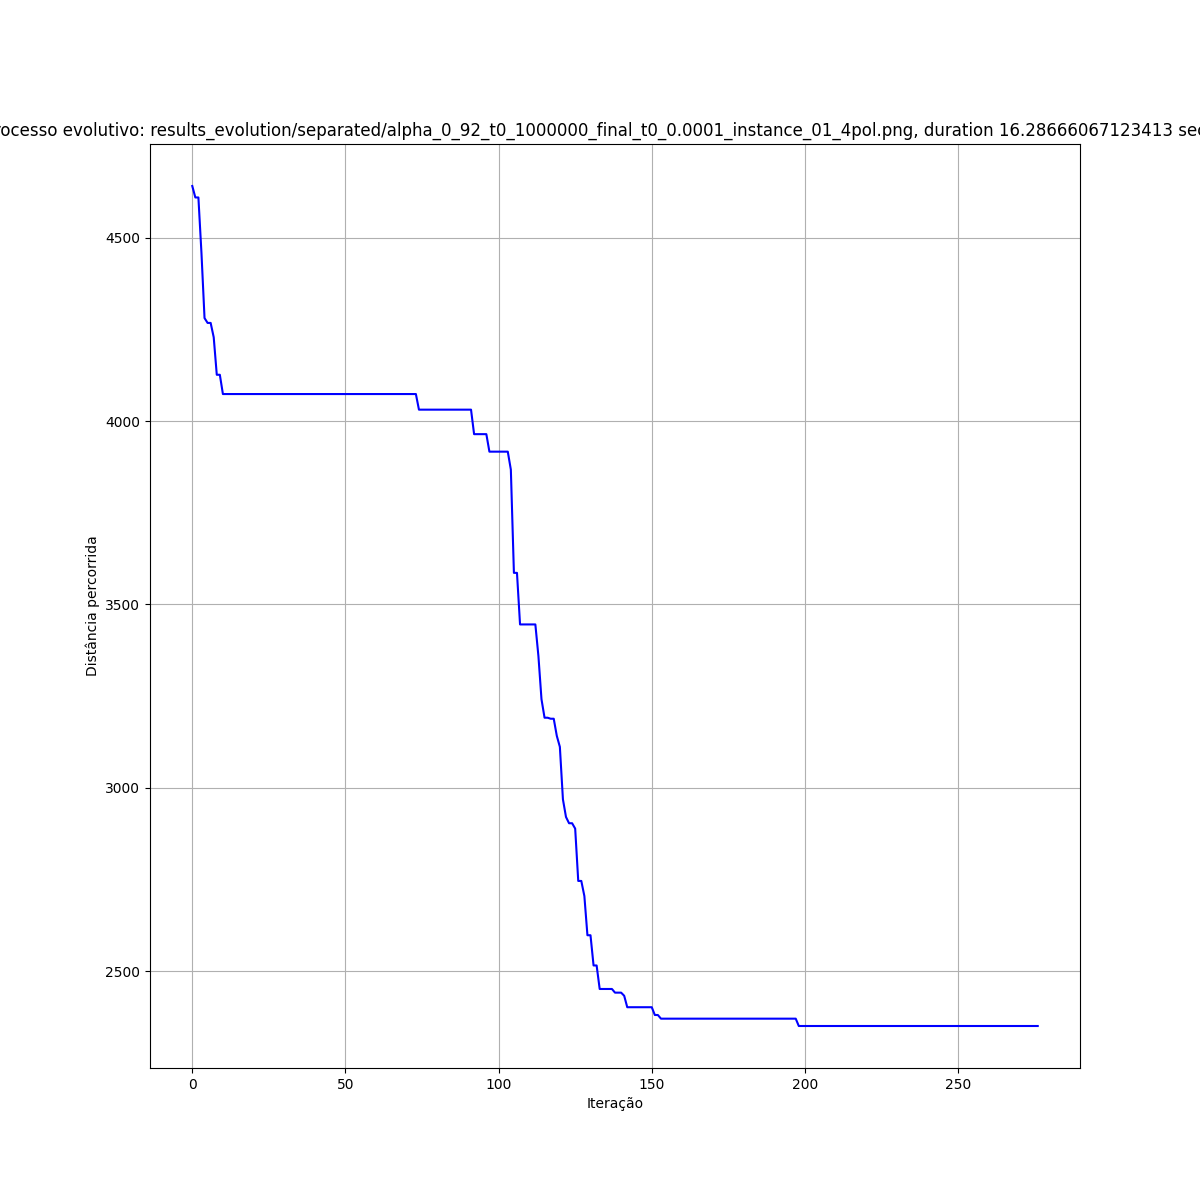 ocesso evolutivo: results_evolution/separated/alpha_0_92_t0_1000000_final_t0_0.0001_instance_01_4pol.png, duration 16.28666067123413 se
4500
4000
3500
3000
2500
Distância percorrida
0 50 100 150 200 250
Iteração